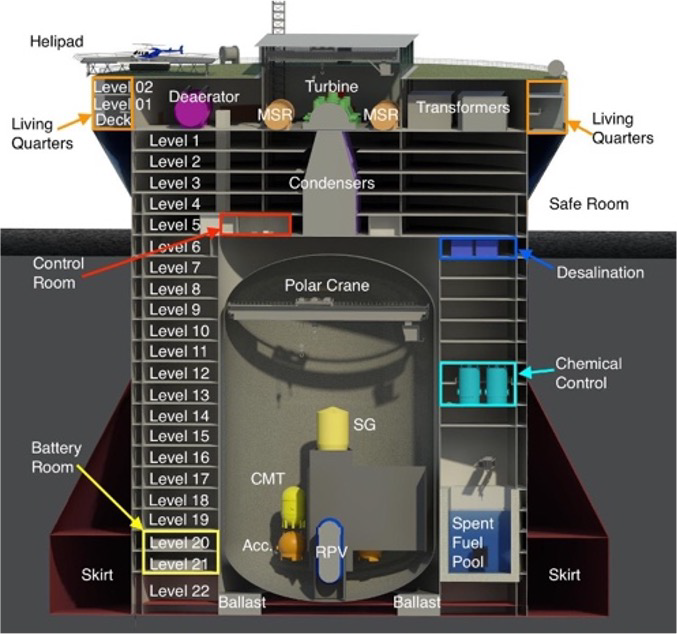 Helipad
Level 02
Level 01
Deck
Deaerator
Turbine
MSR
MSR
Transformers
Living
Quarters
Living
Quarters
Level 1
Level 2
Level 3
Condensers
Level 4
Safe Room
Level 5
Level 6
Control
Room
Desalination
Level 7
Level 8
Polar Crane
Level 9
Level 10
Level 11
Level 12
Chemical
Control
Level 13
Level 14
SG
Level 15
Battery
Room
Level 16
Level 17
CMT
Level 18
Level 19
Spent
Fuel
Pool
Level 20
Acc.
RPV
Level 21
Skirt
Skirt
Level 22
Ballast
Ballast